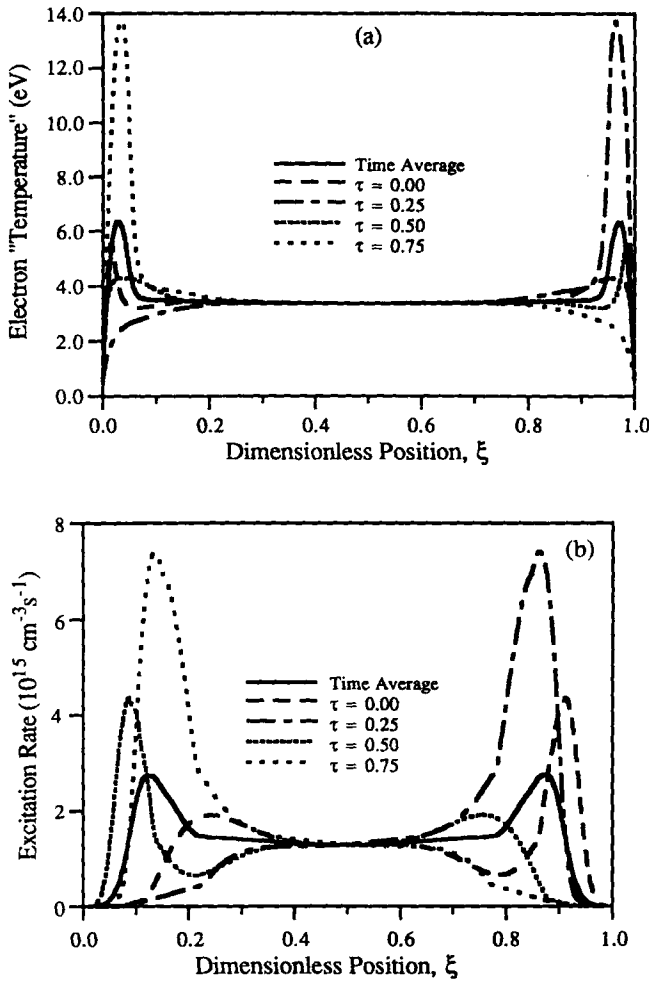 (a)
14.0
12.0
10.0
8.0
6.0
4.0
2.0
0.0
Electron "Temperature" (eV)
Time Average
τ = 0.00
τ = 0.25
τ = 0.50
τ = 0.75
0.0 0.2 0.4 0.6 0.8 1.0
Dimensionless Position, ξ
(b)
8
6
4
2
0
Excitation Rate (10¹⁵ cm⁻³s⁻¹)
Time Average
τ = 0.00
τ = 0.25
τ = 0.50
τ = 0.75
0.0 0.2 0.4 0.6 0.8 1.0
Dimensionless Position, ξ